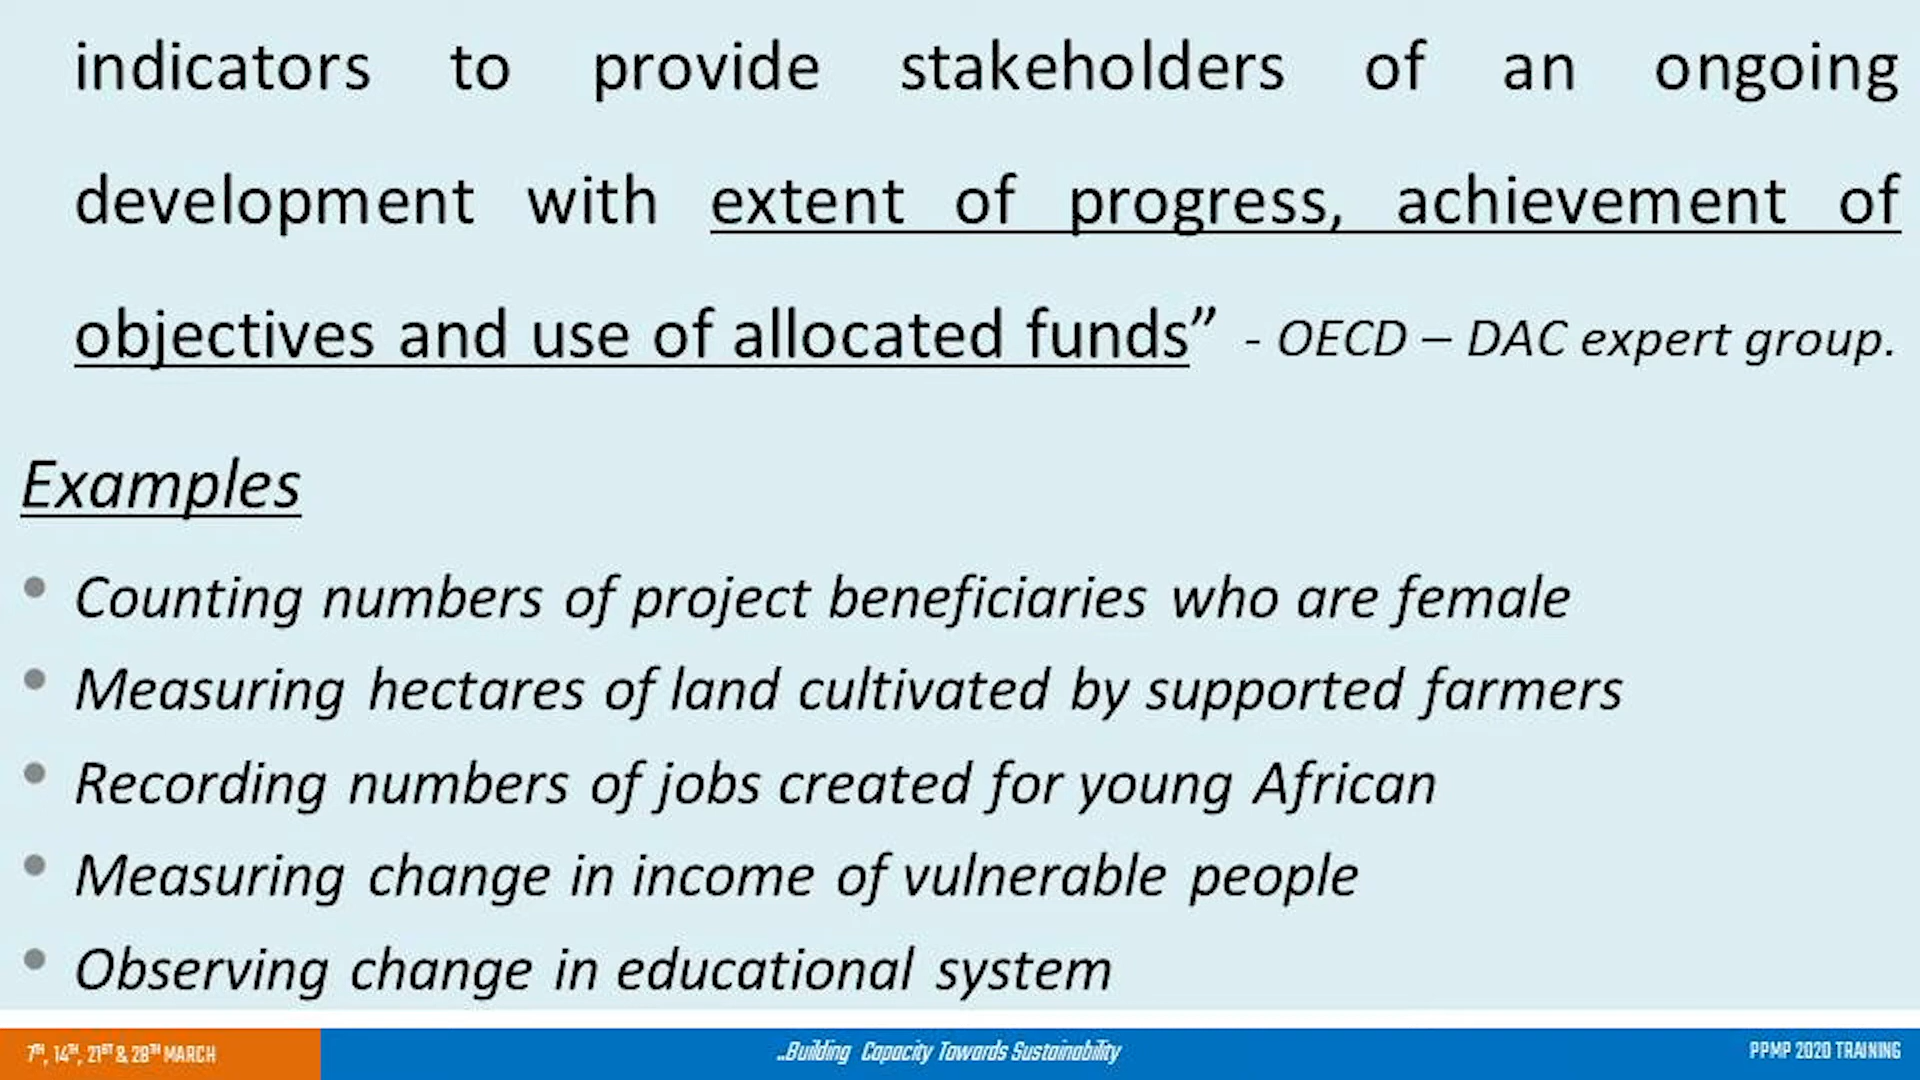 indicators to provide stakeholders of an ongoing
development with extent of progress, achievement of
objectives and use of allocated funds” - OECD – DAC expert group.
Examples
• Counting numbers of project beneficiaries who are female
• Measuring hectares of land cultivated by supported farmers
• Recording numbers of jobs created for young African
• Measuring change in income of vulnerable people
• Observing change in educational system
7TH, 14TH, 21ST & 28TH MARCH
..Building Capacity Towards Sustainability
PPMP 2020 TRAINING